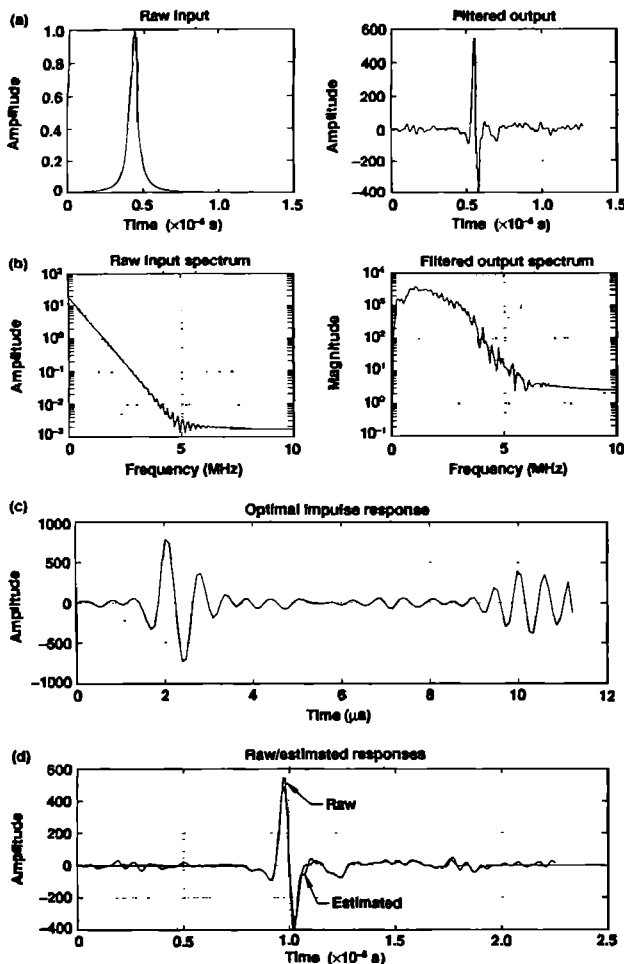 (a)
Raw input
Amplitude
1.0
0.8
0.6
0.4
0.2
0
0
0.5
1.0
1.5
Time
s)
Filtered output
Amplitude
600
400
200
0
−200
−400
0
0.5
1.0
1.5
Time
s)
(b)
Raw input spectrum
Amplitude
10²
10¹
10⁰
10⁻¹
10⁻²
10⁻³
0
5
10
Frequency (MHz)
Filtered output spectrum
Magnitude
10⁴
10³
10²
10¹
10⁰
10⁻¹
0
5
10
Frequency (MHz)
(c)
Optimal impulse response
Amplitude
1000
500
0
−500
−1000
0
2
4
6
8
10
12
Time (μs)
(d)
Raw/estimated responses
Amplitude
600
400
200
0
−200
−400
Raw
Estimated
0
0.5
1.0
1.5
2.0
2.5
Time
s)